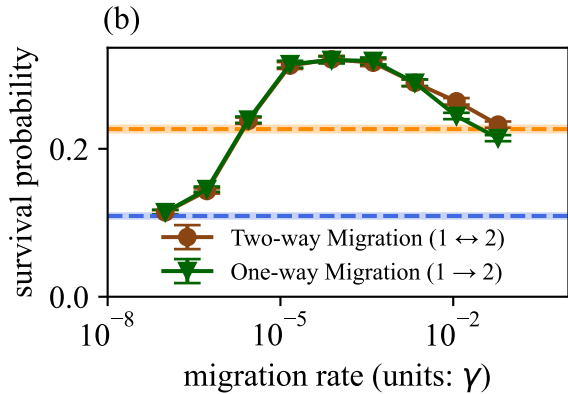 (b)
survival probability
0.2
0.0
Two-way Migration (1 ↔ 2)
One-way Migration (1 → 2)
10⁻⁸
10⁻⁵
10⁻²
migration rate (units: γ)